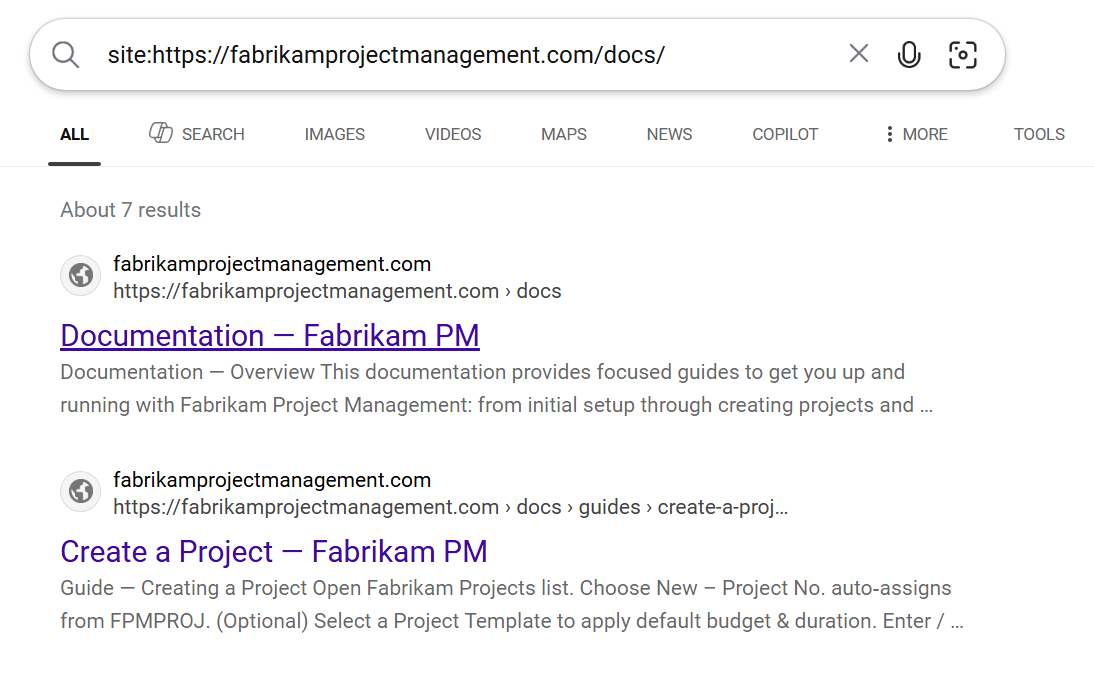 site:https://fabrikamprojectmanagement.com/docs/
ALL SEARCH IMAGES VIDEOS MAPS NEWS COPILOT MORE TOOLS
About 7 results
fabrikamprojectmanagement.com
https://fabrikamprojectmanagement.com › docs
Documentation — Fabrikam PM
Documentation — Overview This documentation provides focused guides to get you up and
running with Fabrikam Project Management: from initial setup through creating projects and …
fabrikamprojectmanagement.com
https://fabrikamprojectmanagement.com › docs › guides › create-a-proj…
Create a Project — Fabrikam PM
Guide — Creating a Project Open Fabrikam Projects list. Choose New – Project No. auto-assigns
from FPMPROJ. (Optional) Select a Project Template to apply default budget & duration. Enter / …